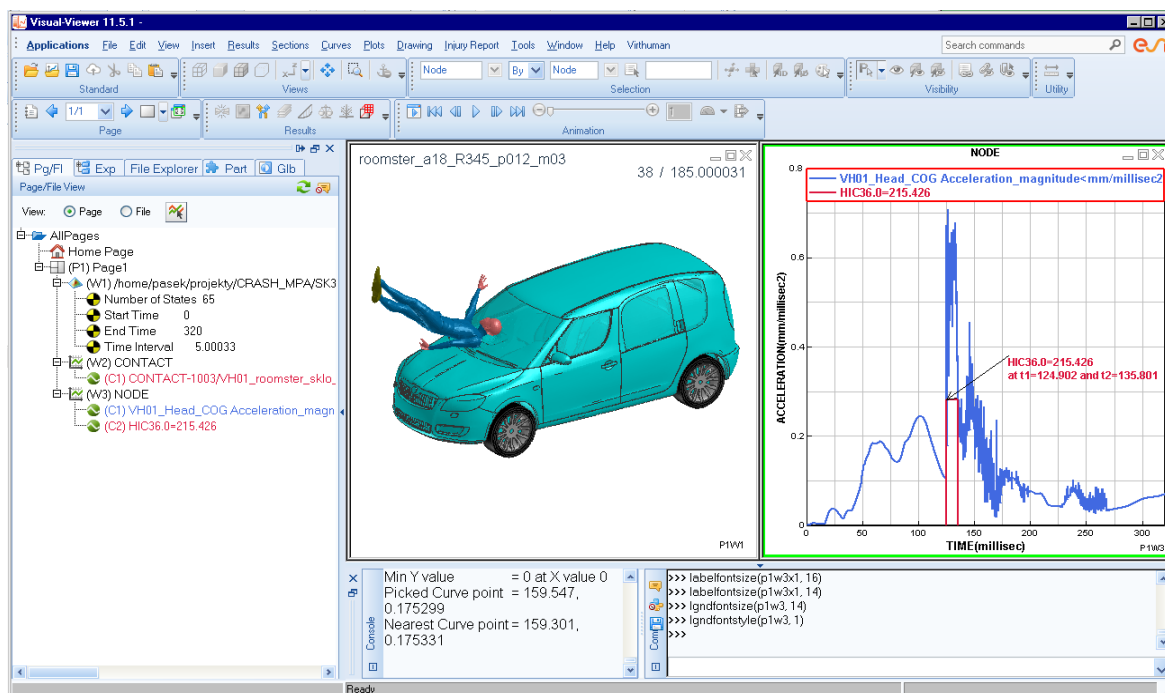 Visual-Viewer 11.5.1 -
Applications File Edit View Insert Results Sections Curves Plots Drawing Injury Report Tools Window Help Virthuman
Search commands
Node By Node
Standard Views Selection Visibility Utility
1/1
Page Results Animation
Pg/Fl Exp File Explorer Part Glb
Page/File View
View: Page File
AllPages
Home Page
(P1) Page1
(W1) /home/pasek/projekty/CRASH_MPA/SK3
Number of States 65
Start Time 0
End Time 320
Time Interval 5.00033
(W2) CONTACT
(C1) CONTACT-1003/VH01_roomster_sklo_
(W3) NODE
(C1) VH01_Head_COG Acceleration_magn
(C2) HIC36.0=215.426
roomster_a18_R345_p012_m03
38 / 185.000031
P1W1
NODE
VH01_Head_COG Acceleration_magnitude<mm/millisec2
HIC36.0=215.426
ACCELERATION(mm/millisec2)
0.8
0.6
0.4
0.2
0
HIC36.0=215.426
at t1=124.902 and t2=135.801
0 50 100 150 200 250 300
TIME(millisec)
P1W3
Console
Min Y value = 0 at X value 0
Picked Curve point = 159.547,
0.175299
Nearest Curve point = 159.301,
0.175331
Com
>>> labelfontsize(p1w3x1, 16)
>>> labelfontsize(p1w3x1, 14)
>>> lgndfontsize(p1w3, 14)
>>> lgndfontstyle(p1w3, 1)
>>>
Ready